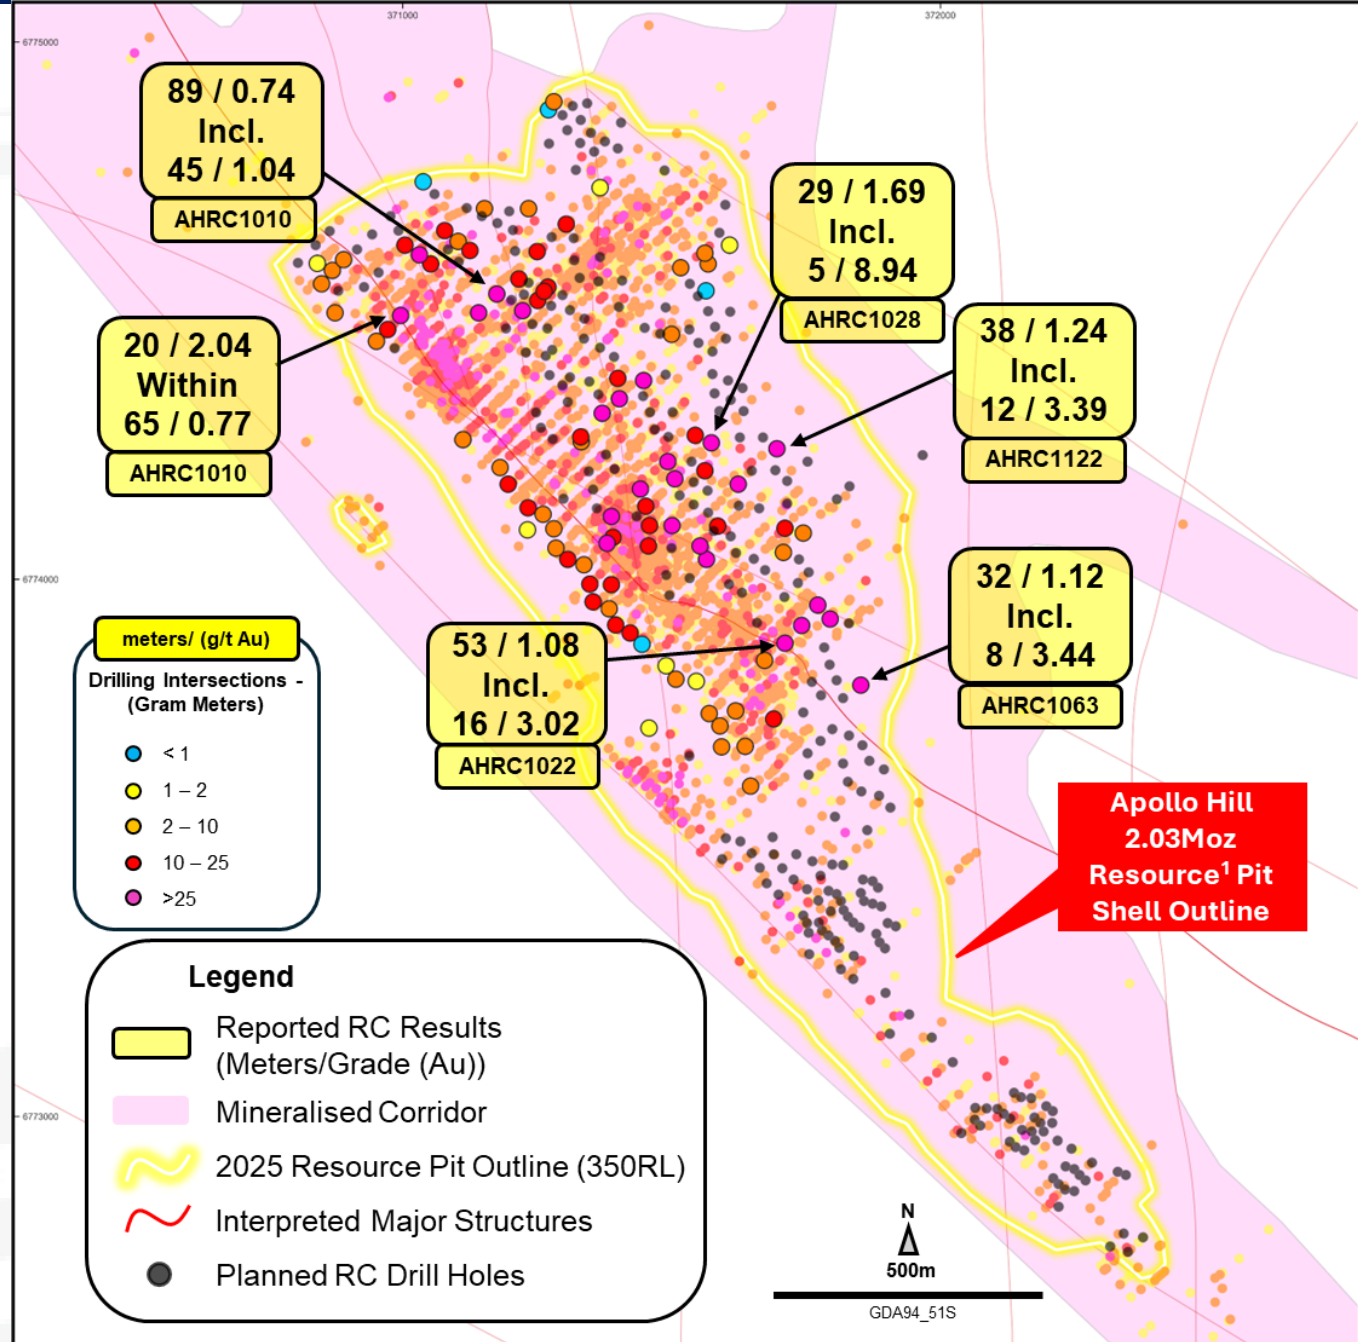 371000
372000
6775000
89 / 0.74
Incl.
45 / 1.04
AHRC1010
29 / 1.69
Incl.
5 / 8.94
AHRC1028
20 / 2.04
Within
65 / 0.77
AHRC1010
38 / 1.24
Incl.
12 / 3.39
AHRC1122
6774000
32 / 1.12
Incl.
8 / 3.44
AHRC1063
53 / 1.08
Incl.
16 / 3.02
AHRC1022
meters/ (g/t Au)
Drilling Intersections -
(Gram Meters)
< 1
1 – 2
2 – 10
10 – 25
>25
Apollo Hill
2.03Moz
Resource¹ Pit
Shell Outline
Legend
Reported RC Results
(Meters/Grade (Au))
Mineralised Corridor
2025 Resource Pit Outline (350RL)
Interpreted Major Structures
Planned RC Drill Holes
6773000
N
500m
GDA94_51S